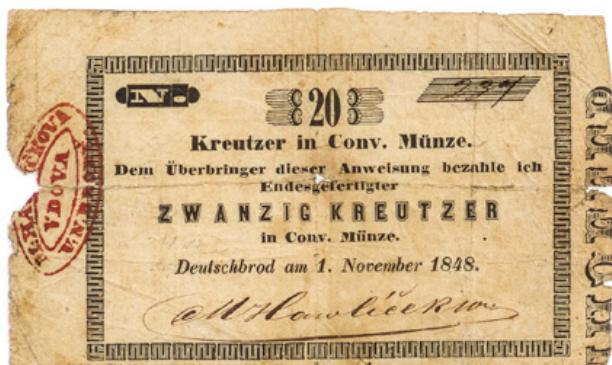 N.
20
237
Kreutzer in Conv. Münze.
Dem Überbringer dieser Anweisung bezahle ich
Endesgefertigter
ZWANZIG KREUTZER
in Conv. Münze.
Deutschbrod am 1. November 1848.
VDOVA